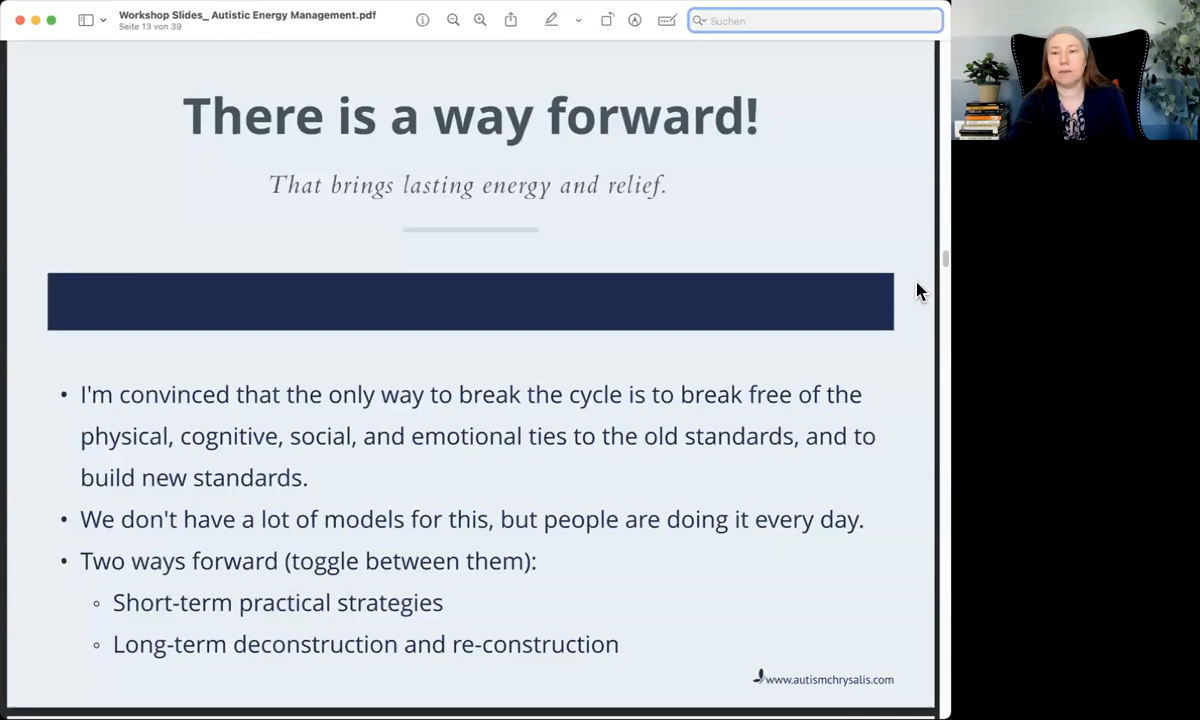 Workshop Slides_ Autistic Energy Management.pdf
Seite 13 von 39
Suchen
There is a way forward!
That brings lasting energy and relief.
• I'm convinced that the only way to break the cycle is to break free of the
physical, cognitive, social, and emotional ties to the old standards, and to
build new standards.
• We don't have a lot of models for this, but people are doing it every day.
• Two ways forward (toggle between them):
◦ Short-term practical strategies
◦ Long-term deconstruction and re-construction
www.autismchrysalis.com